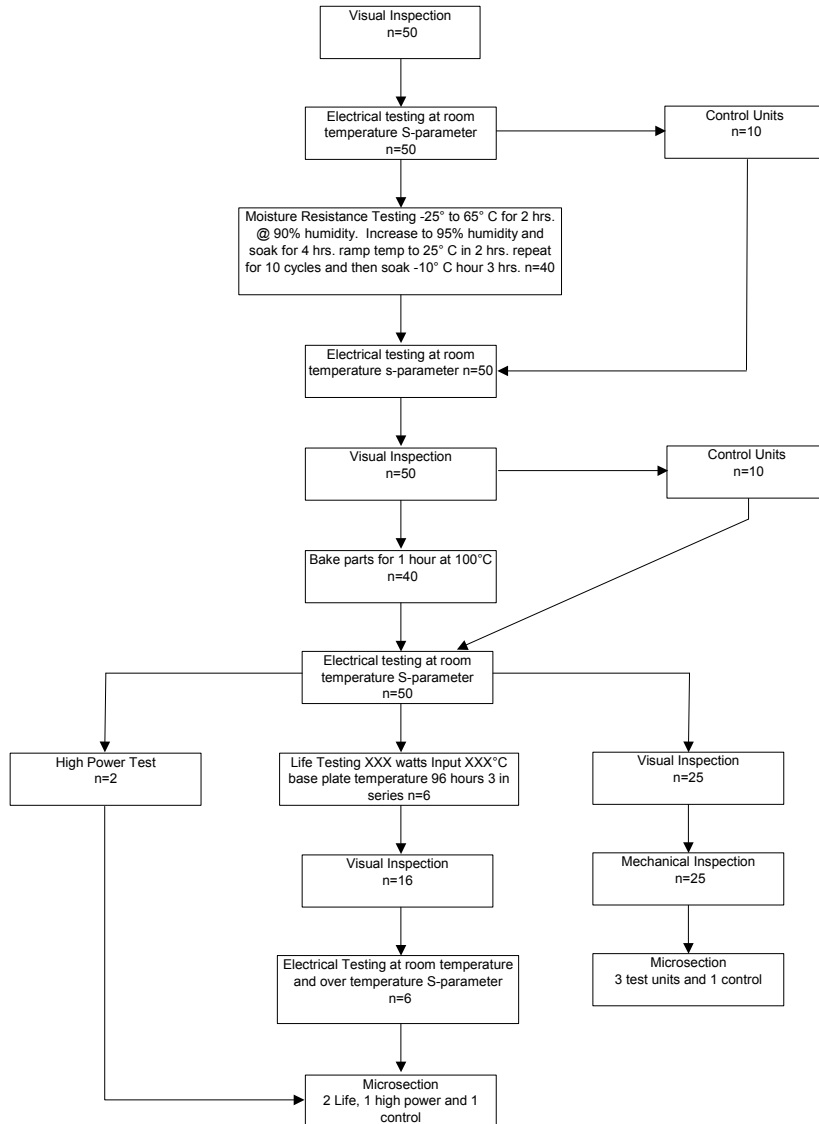 Visual Inspection
n=50
Electrical testing at room
temperature S-parameter
n=50
Control Units
n=10
Moisture Resistance Testing -25° to 65° C for 2 hrs.
@ 90% humidity.  Increase to 95% humidity and
soak for 4 hrs. ramp temp to 25° C in 2 hrs. repeat
for 10 cycles and then soak -10° C hour 3 hrs. n=40
Electrical testing at room
temperature s-parameter n=50
Visual Inspection
n=50
Control Units
n=10
Bake parts for 1 hour at 100°C
n=40
Electrical testing at room
temperature S-parameter
n=50
High Power Test
n=2
Life Testing XXX watts Input XXX°C
base plate temperature 96 hours 3 in
series n=6
Visual Inspection
n=25
Visual Inspection
n=16
Mechanical Inspection
n=25
Electrical Testing at room temperature
and over temperature S-parameter
n=6
Microsection
3 test units and 1 control
Microsection
2 Life, 1 high power and 1
control